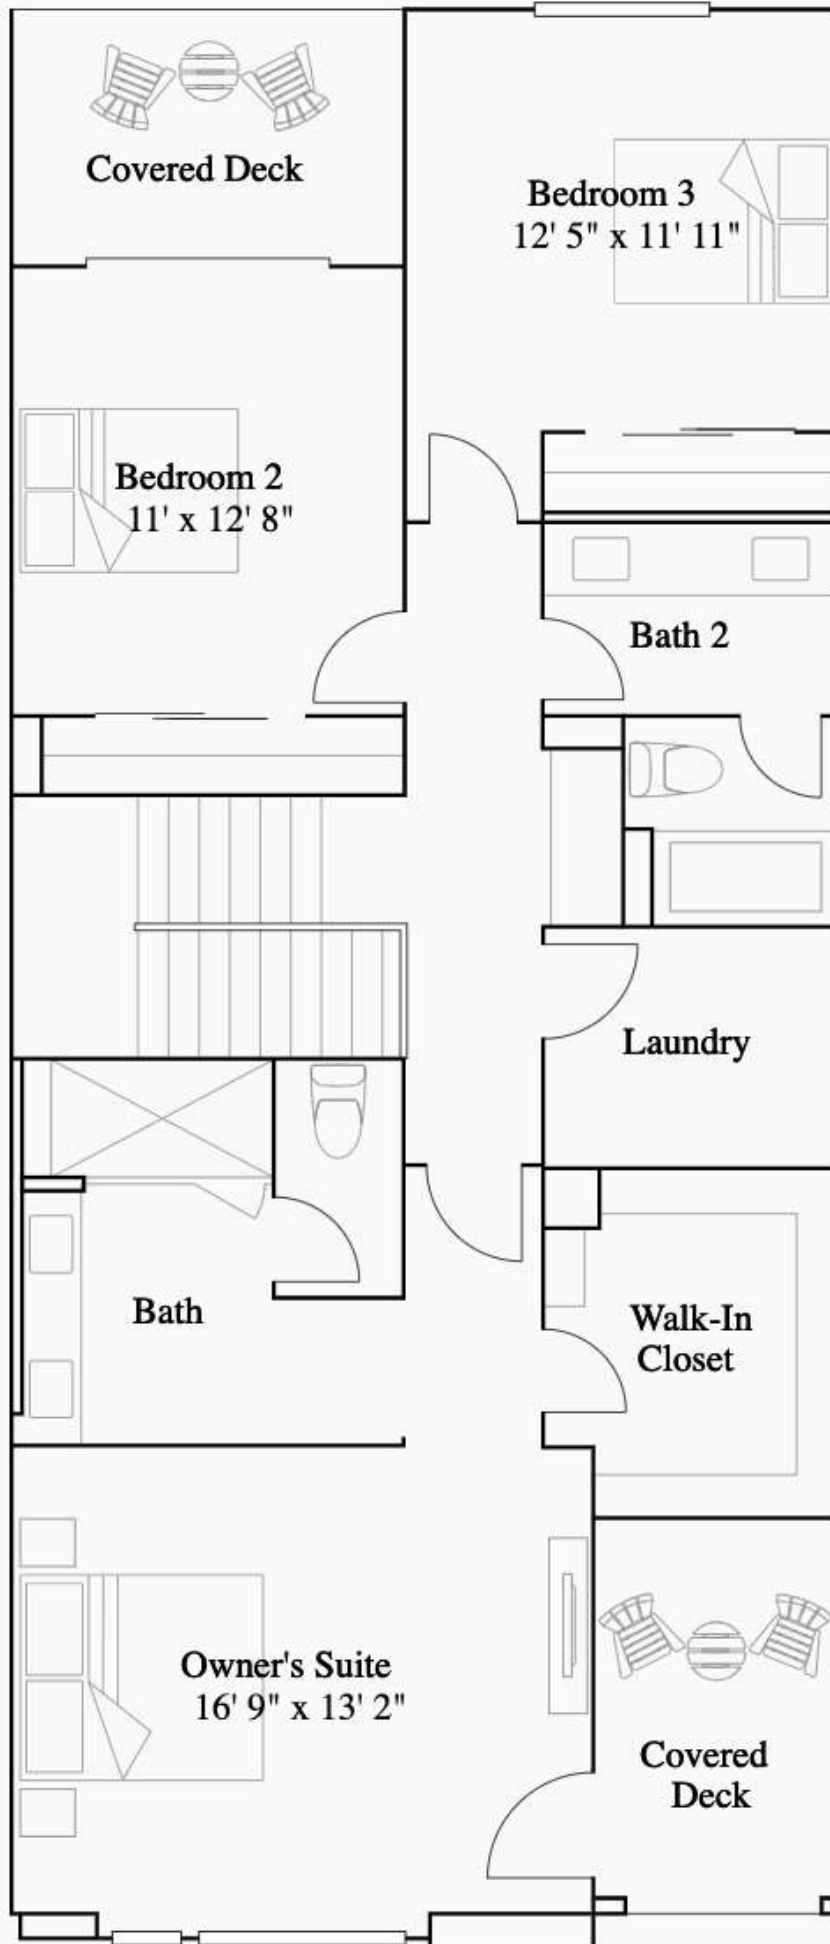 Covered Deck
Bedroom 3
12' 5" x 11' 11"
Bedroom 2
11' x 12' 8"
Bath 2
Laundry
Bath
Walk-In
Closet
Owner's Suite
16' 9" x 13' 2"
Covered
Deck